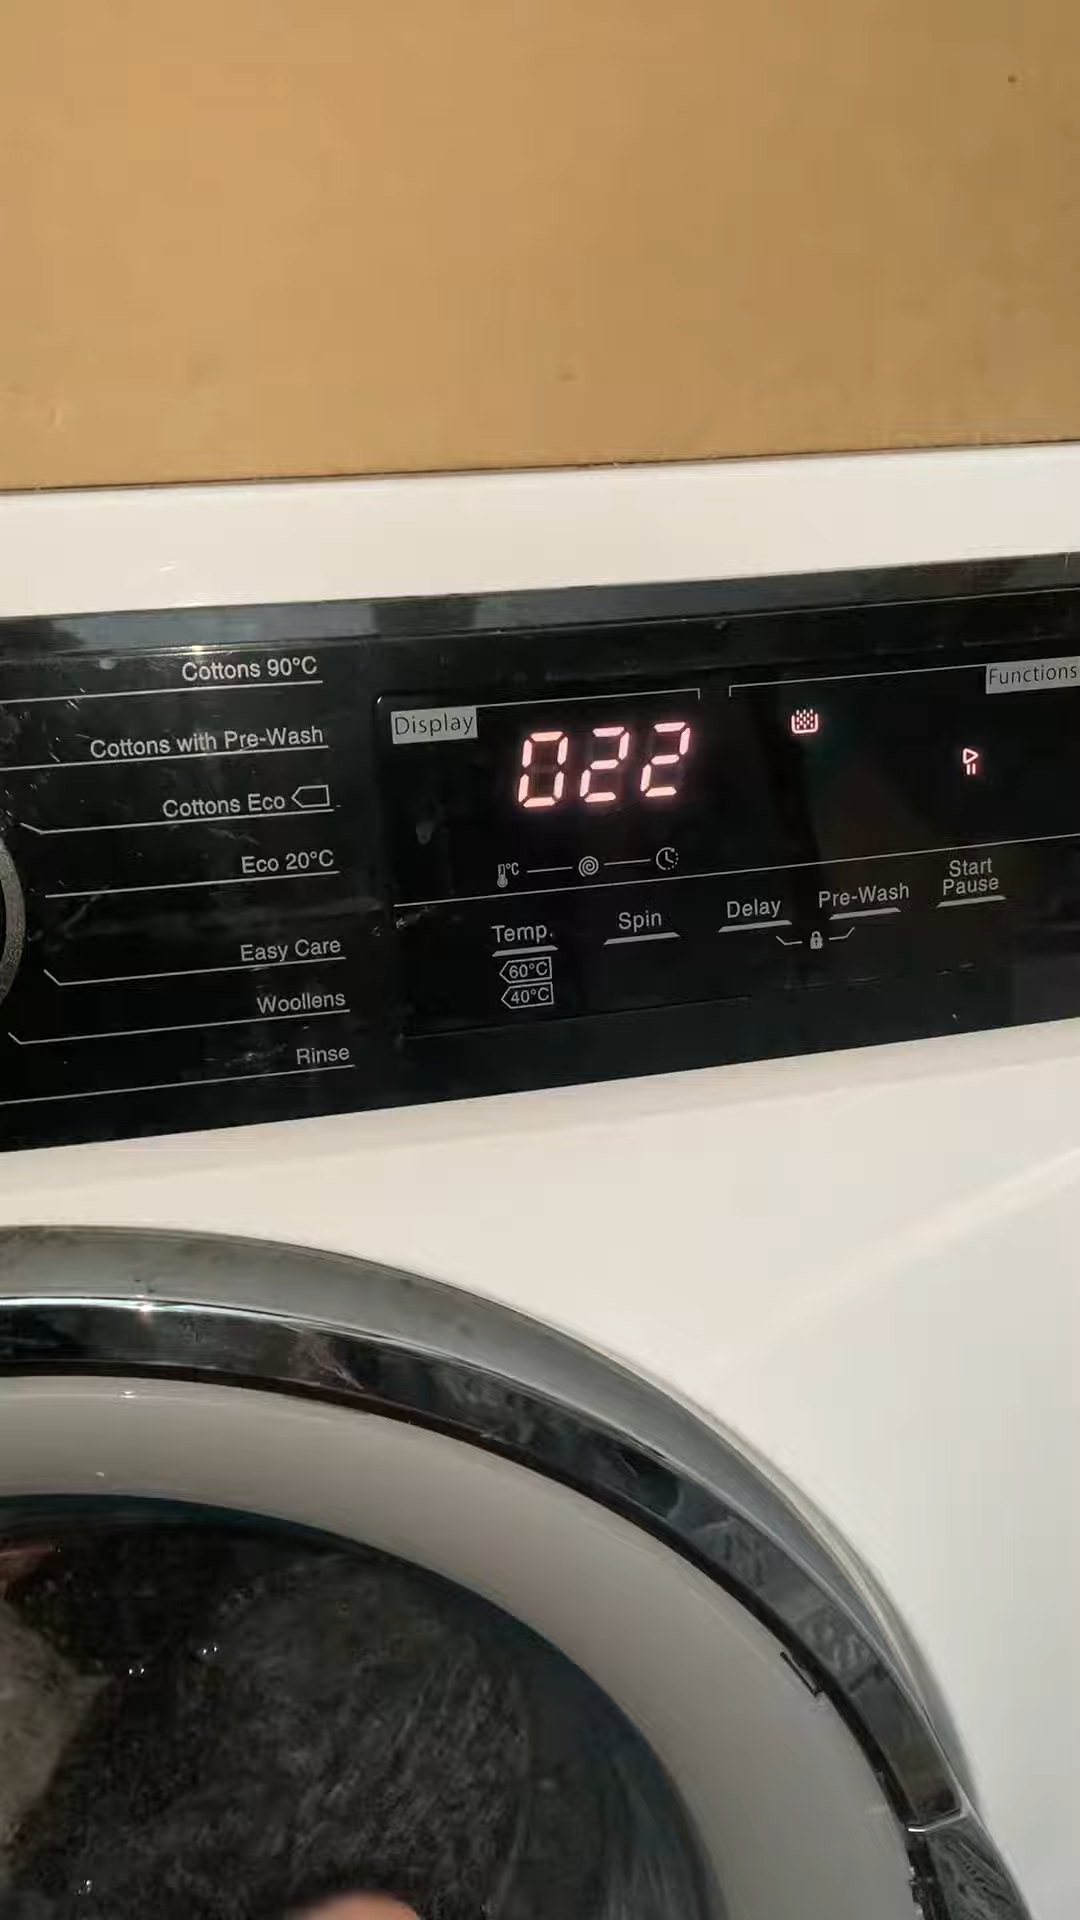 Cottons 90°C
Cottons with Pre-Wash
Cottons Eco
Eco 20°C
Easy Care
Woollens
Rinse
Display
022
°C
Temp.
60°C
40°C
Spin
Functions
Delay
Pre-Wash
Start
Pause